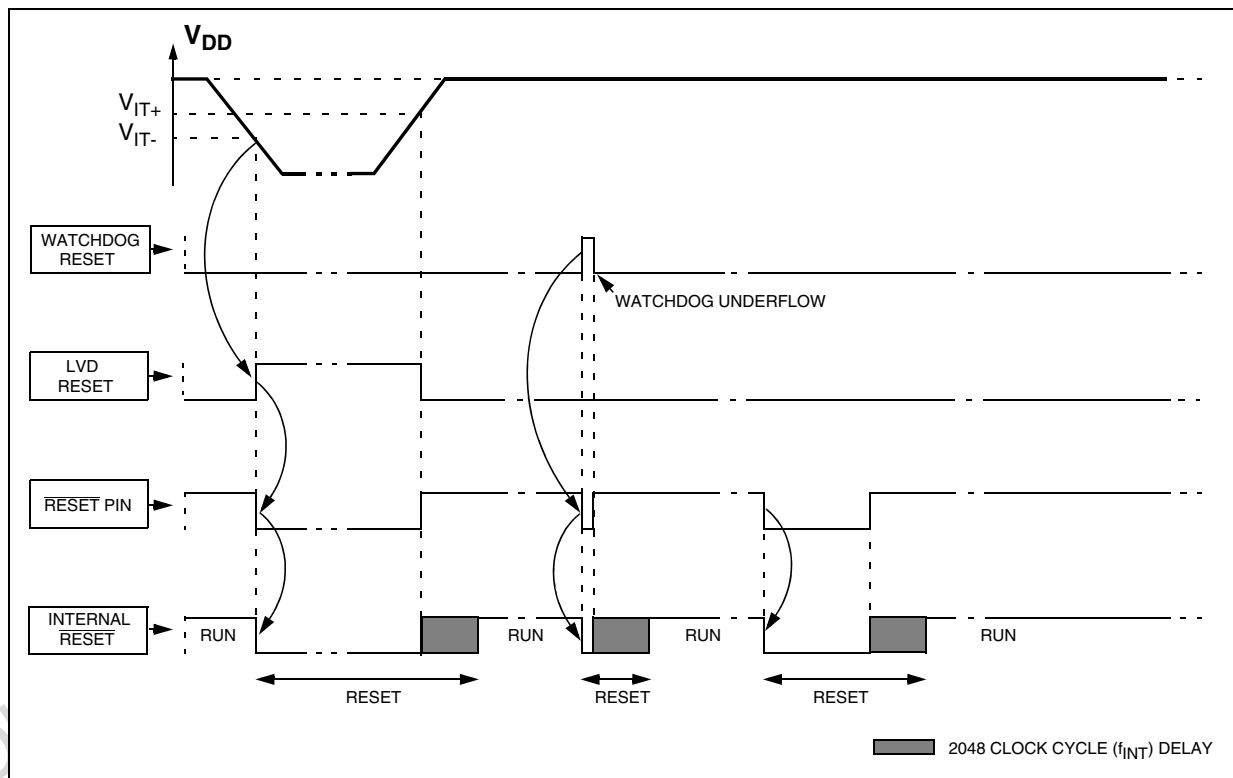 VDD
VIT+
VIT-
WATCHDOG
RESET
WATCHDOG UNDERFLOW
LVD
RESET
RESET PIN
INTERNAL
RESET
RUN
RUN
RUN
RUN
RESET
RESET
RESET
2048 CLOCK CYCLE (fINT) DELAY